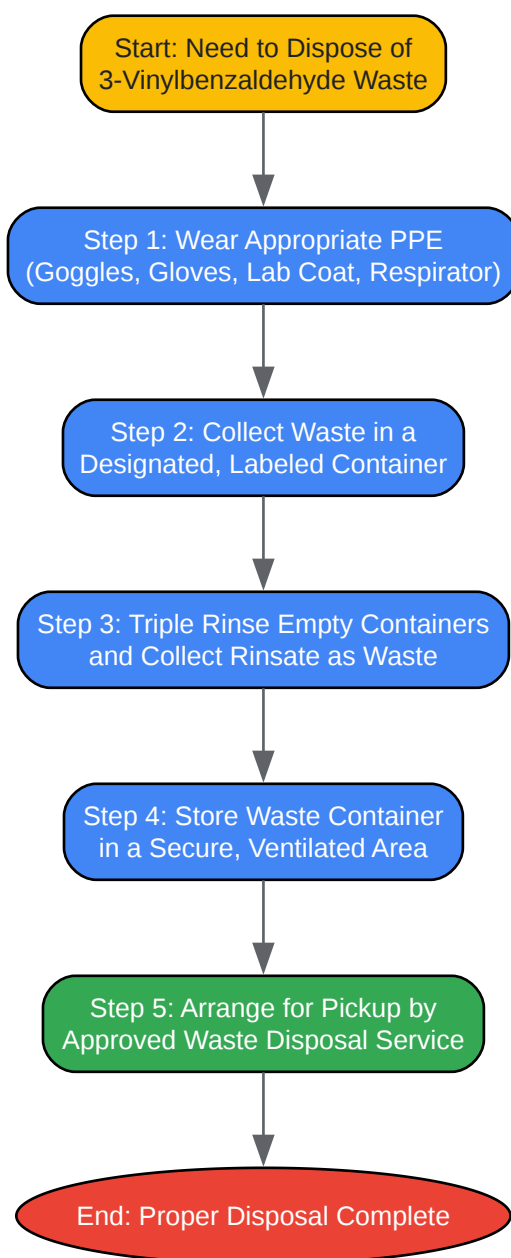 Start: Need to Dispose of
3-Vinylbenzaldehyde Waste
Step 1: Wear Appropriate PPE
(Goggles, Gloves, Lab Coat, Respirator)
Step 2: Collect Waste in a
Designated, Labeled Container
Step 3: Triple Rinse Empty Containers
and Collect Rinsate as Waste
Step 4: Store Waste Container
in a Secure, Ventilated Area
Step 5: Arrange for Pickup by
Approved Waste Disposal Service
End: Proper Disposal Complete